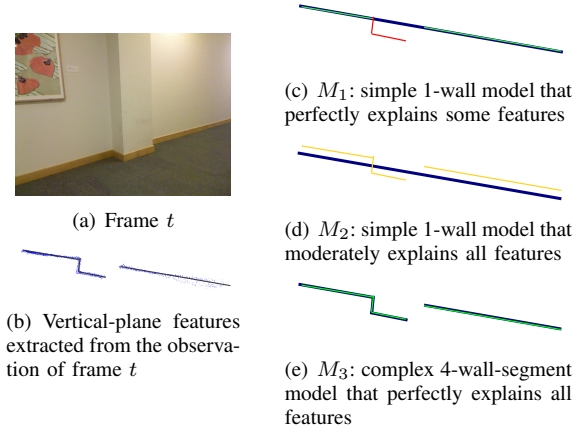 (a) Frame t
(b) Vertical-plane features
extracted from the observa-
tion of frame t
(c) M₁: simple 1-wall model that
perfectly explains some features
(d) M₂: simple 1-wall model that
moderately explains all features
(e) M₃: complex 4-wall-segment
model that perfectly explains all
features